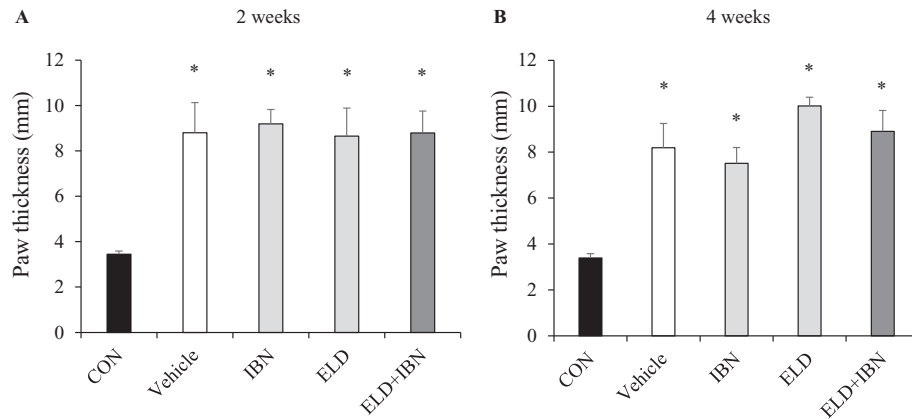 A
2 weeks
Paw thickness (mm)
12
10
8
6
4
2
0
*
*
*
*
CON
Vehicle
IBN
ELD
ELD+IBN
B
4 weeks
Paw thickness (mm)
12
10
8
6
4
2
0
*
*
*
*
CON
Vehicle
IBN
ELD
ELD+IBN